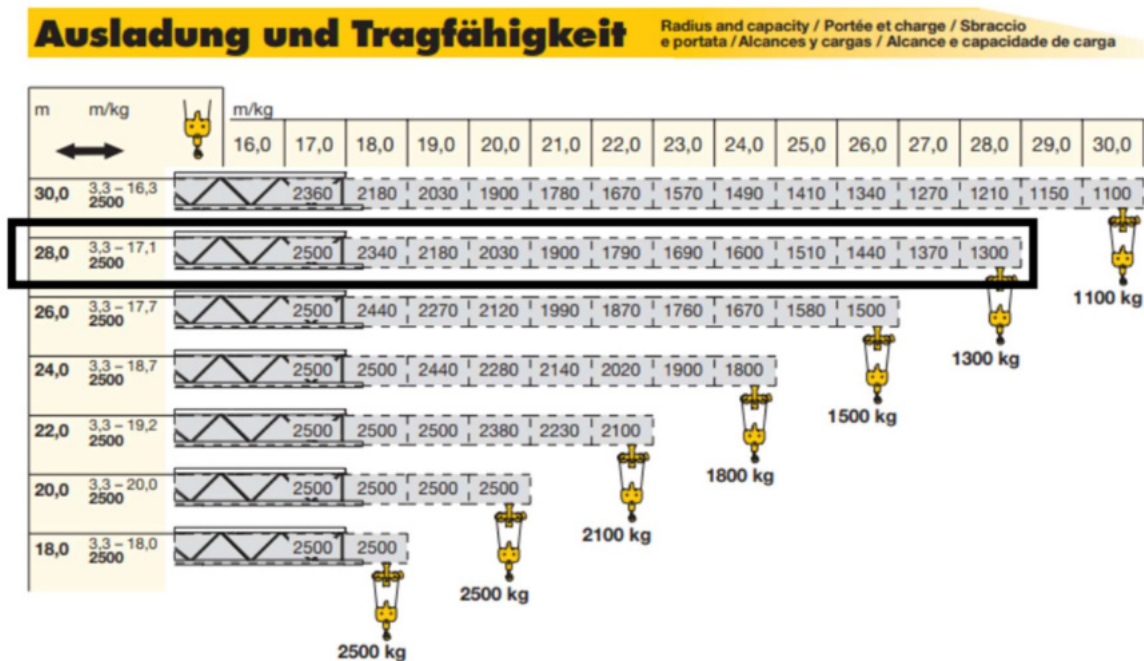 Ausladung und Tragfähigkeit
Radius and capacity / Portée et charge / Sbraccio
e portata / Alcances y cargas / Alcance e capacidade de carga
m m/kg m/kg
16,0 17,0 18,0 19,0 20,0 21,0 22,0 23,0 24,0 25,0 26,0 27,0 28,0 29,0 30,0
30,0 3,3 – 16,3 2360 2180 2030 1900 1780 1670 1570 1490 1410 1340 1270 1210 1150 1100
2500
28,0 3,3 – 17,1 2500 2340 2180 2030 1900 1790 1690 1600 1510 1440 1370 1300
2500
1100 kg
26,0 3,3 – 17,7 2500 2440 2270 2120 1990 1870 1760 1670 1580 1500
2500
1300 kg
24,0 3,3 – 18,7 2500 2500 2440 2280 2140 2020 1900 1800
2500
1500 kg
22,0 3,3 – 19,2 2500 2500 2500 2380 2230 2100
2500
1800 kg
20,0 3,3 – 20,0 2500 2500 2500 2500
2500
2100 kg
18,0 3,3 – 18,0 2500 2500
2500
2500 kg
2500 kg